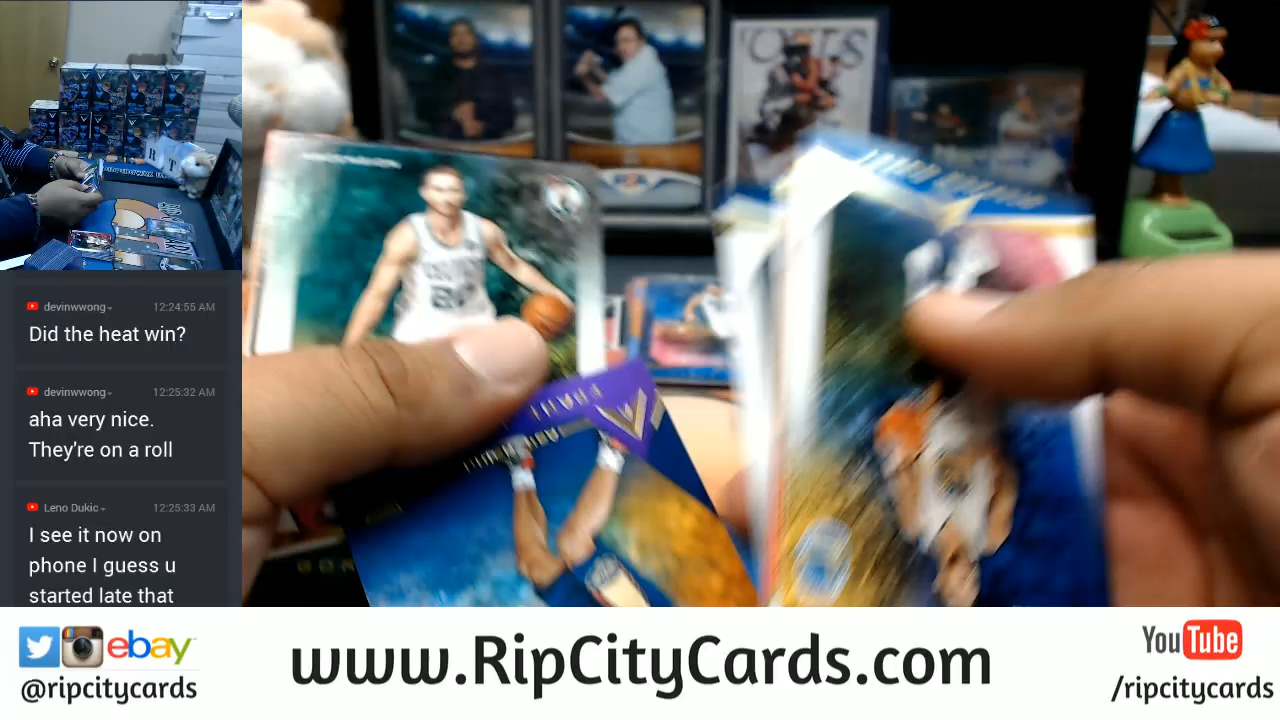 devinwwong
12:24:55 AM
Did the heat win?
devinwwong
12:25:32 AM
aha very nice.
They're on a roll
Leno Dukic
12:25:33 AM
I see it now on
phone I guess u
started late that
ebay
@ripcitycards
www.RipCityCards.com
YouTube
/ripcitycards